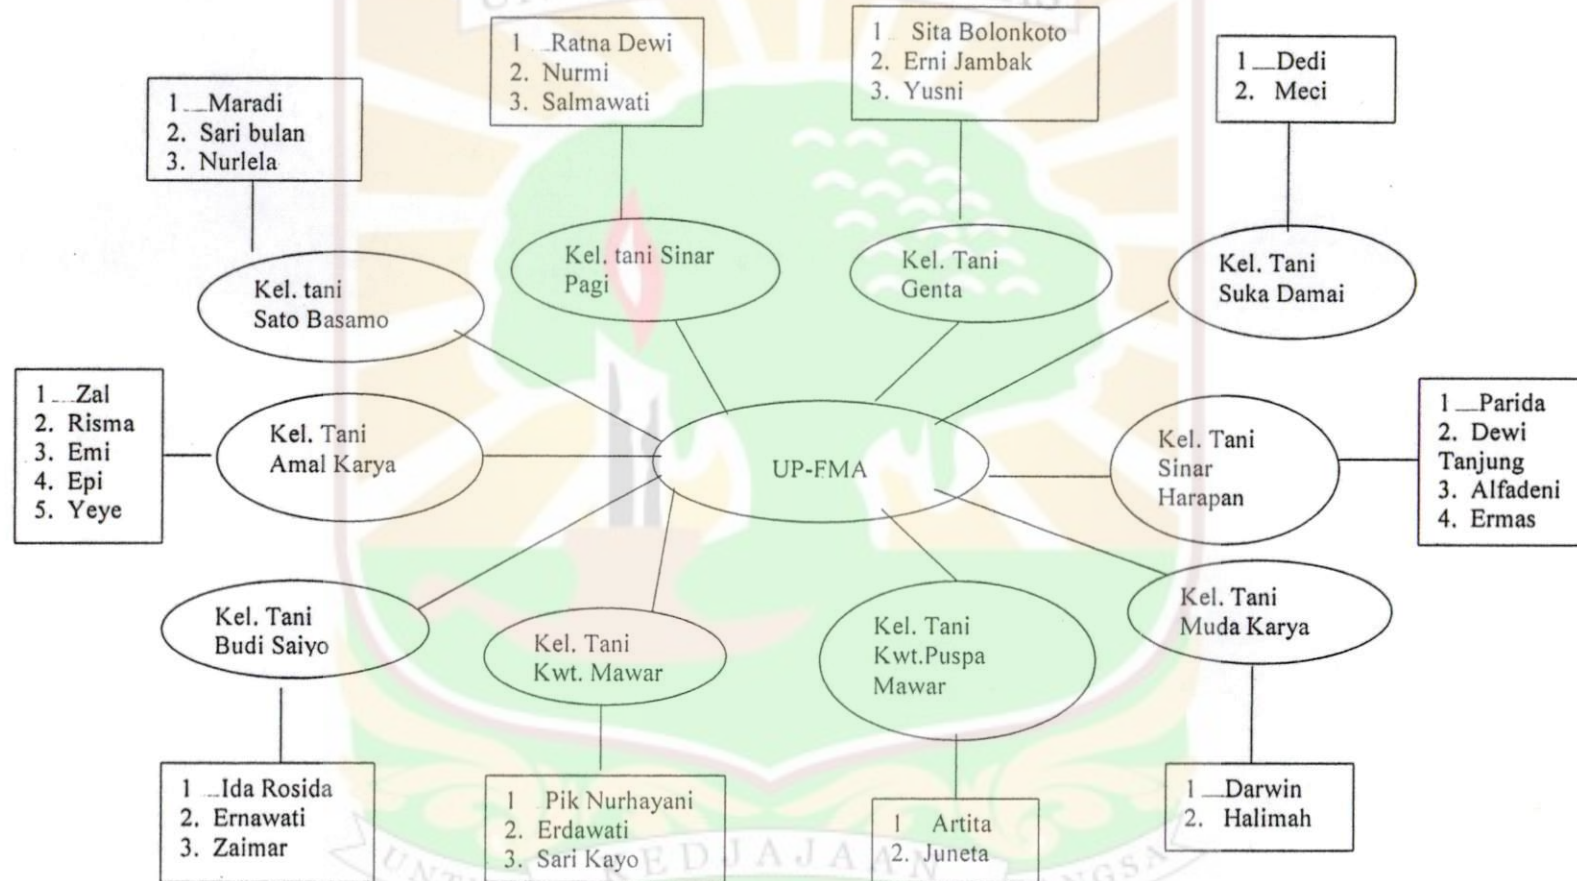 1 Ratna Dewi
2. Nurmi
3. Salmawati
1 Sita Bolonkoto
2. Erni Jambak
3. Yusni
1 Dedi
2. Meci
1 Maradi
2. Sari bulan
3. Nurlela
Kel. tani
Sato Basamo
Kel. tani Sinar
Pagi
Kel. Tani
Genta
Kel. Tani
Suka Damai
1 Zal
2. Risma
3. Emi
4. Epi
5. Yeye
Kel. Tani
Amal Karya
UP-FMA
Kel. Tani
Sinar
Harapan
1 Parida
2. Dewi
Tanjung
3. Alfadeni
4. Ermas
Kel. Tani
Budi Saiyo
Kel. Tani
Kwt. Mawar
Kel. Tani
Kwt.Puspa
Mawar
Kel. Tani
Muda Karya
1 Ida Rosida
2. Ernawati
3. Zaimar
1 Pik Nurhayani
2. Erdawati
3. Sari Kayo
1 Artita
2. Juneta
1 Darwin
2. Halimah
KEDJAJAAN